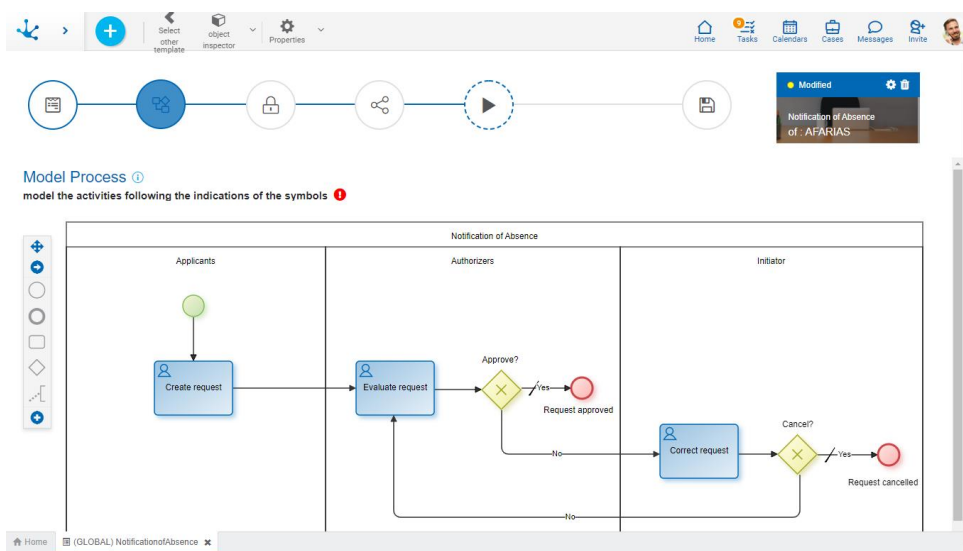 Select
other
template
object
inspector
Properties
Home
9
Tasks
Calendars
Cases
Messages
Invite
Modified
Notification of Absence
of : AFARIAS
Model Process
model the activities following the indications of the symbols
Notification of Absence
Applicants
Authorizers
Initiator
Create request
Evaluate request
Approve?
Yes
Request approved
No
Correct request
Cancel?
Yes
Request cancelled
No
Home
(GLOBAL) NotificationofAbsence